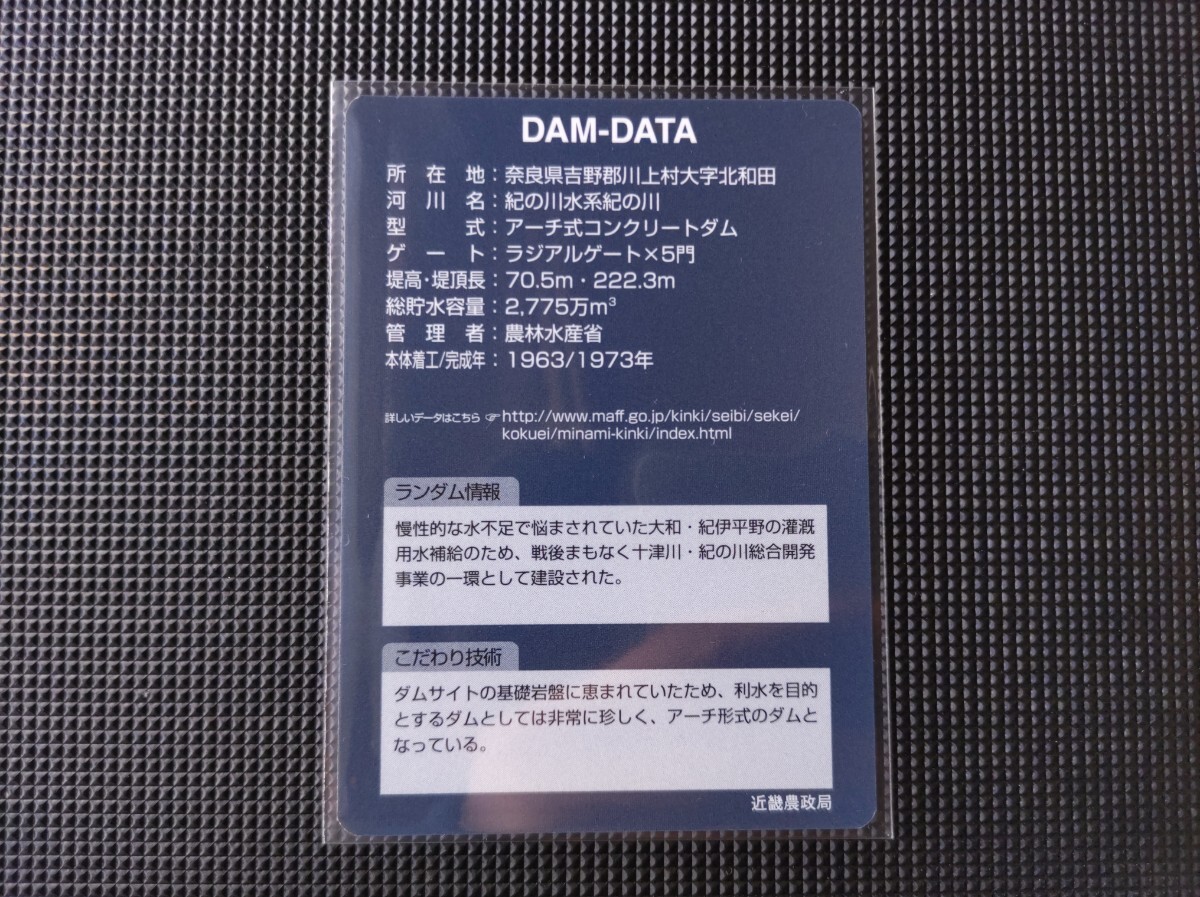 DAM-DATA
所在地：奈良県吉野郡川上村大字北和田
河川名：紀の川水系紀の川
型式：アーチ式コンクリートダム
ゲート：ラジアルゲート×5門
堤高・堤頂長：70.5m・222.3m
総貯水容量：2,775万m³
管理者：農林水産省
本体着工/完成年：1963/1973年
詳しいデータはこちら ☞ http://www.maff.go.jp/kinki/seibi/sekei/
kokuei/minami-kinki/index.html
ランダム情報
慢性的な水不足で悩まされていた大和・紀伊平野の灌漑
用水補給のため、戦後まもなく十津川・紀の川総合開発
事業の一環として建設された。
こだわり技術
ダムサイトの基礎岩盤に恵まれていたため、利水を目的
とするダムとしては非常に珍しく、アーチ形式のダムと
なっている。
近畿農政局